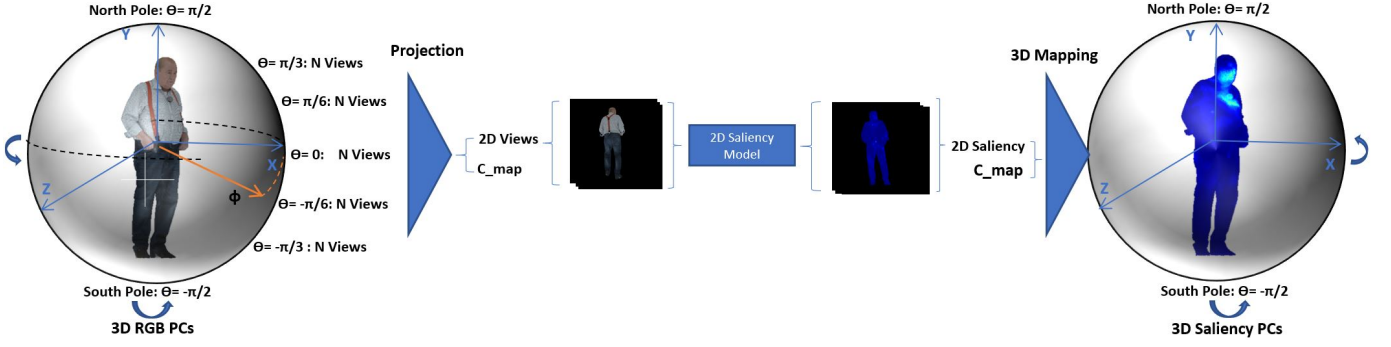 North Pole: Ɵ= π/2
Y
Ɵ= π/3: N Views
Ɵ= π/6: N Views
Ɵ= 0: N Views
X
Z
ϕ
Ɵ= -π/6: N Views
Ɵ= -π/3 : N Views
South Pole: Ɵ= -π/2
3D RGB PCs
Projection
2D Views
C_map
2D Saliency
Model
2D Saliency
C_map
3D Mapping
North Pole: Ɵ= π/2
Y
X
Z
South Pole: Ɵ= -π/2
3D Saliency PCs